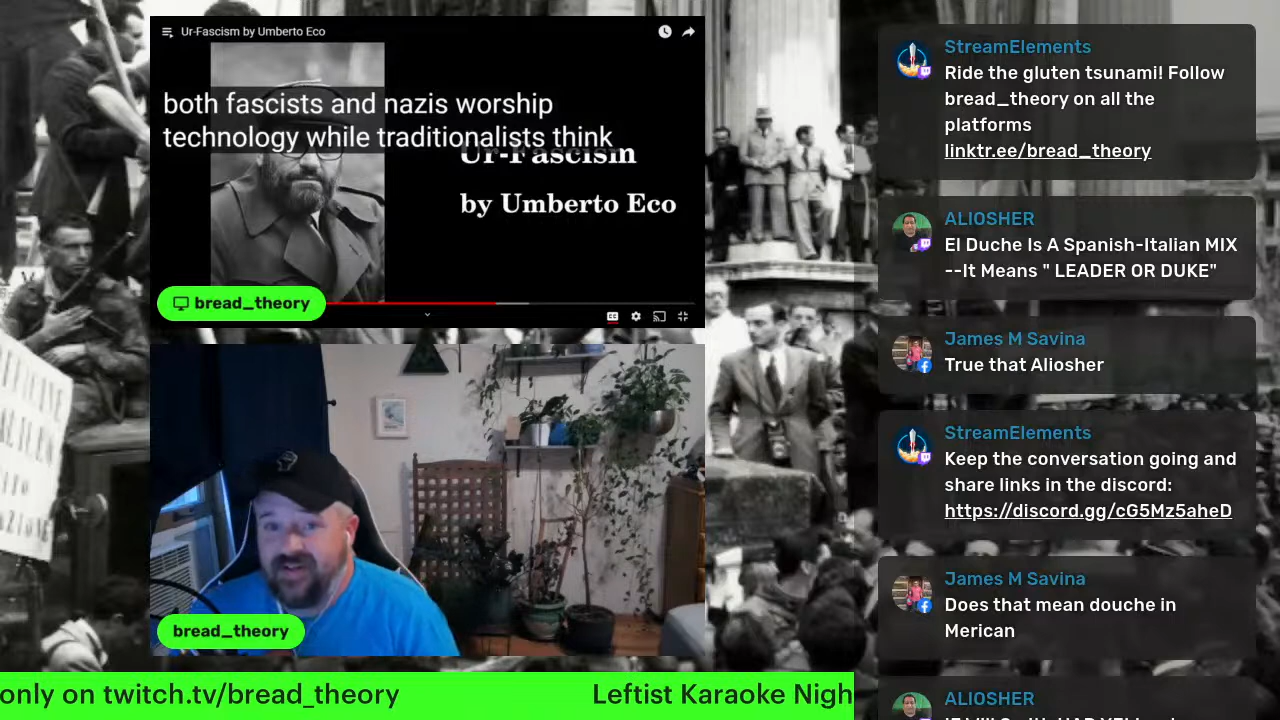 Ur-Fascism by Umberto Eco
both fascists and nazis worship
technology while traditionalists think
Ur-Fascism
by Umberto Eco
bread_theory
bread_theory
only on twitch.tv/bread_theory
Leftist Karaoke Nigh
StreamElements
Ride the gluten tsunami! Follow
bread_theory on all the
platforms
linktr.ee/bread_theory
ALIOSHER
El Duche Is A Spanish-Italian MIX
--It Means " LEADER OR DUKE"
James M Savina
True that Aliosher
StreamElements
Keep the conversation going and
share links in the discord:
https://discord.gg/cG5Mz5aheD
James M Savina
Does that mean douche in
Merican
ALIOSHER